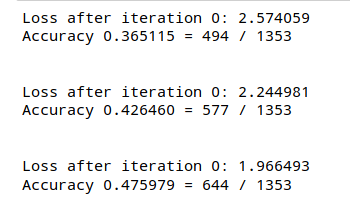 Loss after iteration 0: 2.574059
Accuracy 0.365115 = 494 / 1353
Loss after iteration 0: 2.244981
Accuracy 0.426460 = 577 / 1353
Loss after iteration 0: 1.966493
Accuracy 0.475979 = 644 / 1353